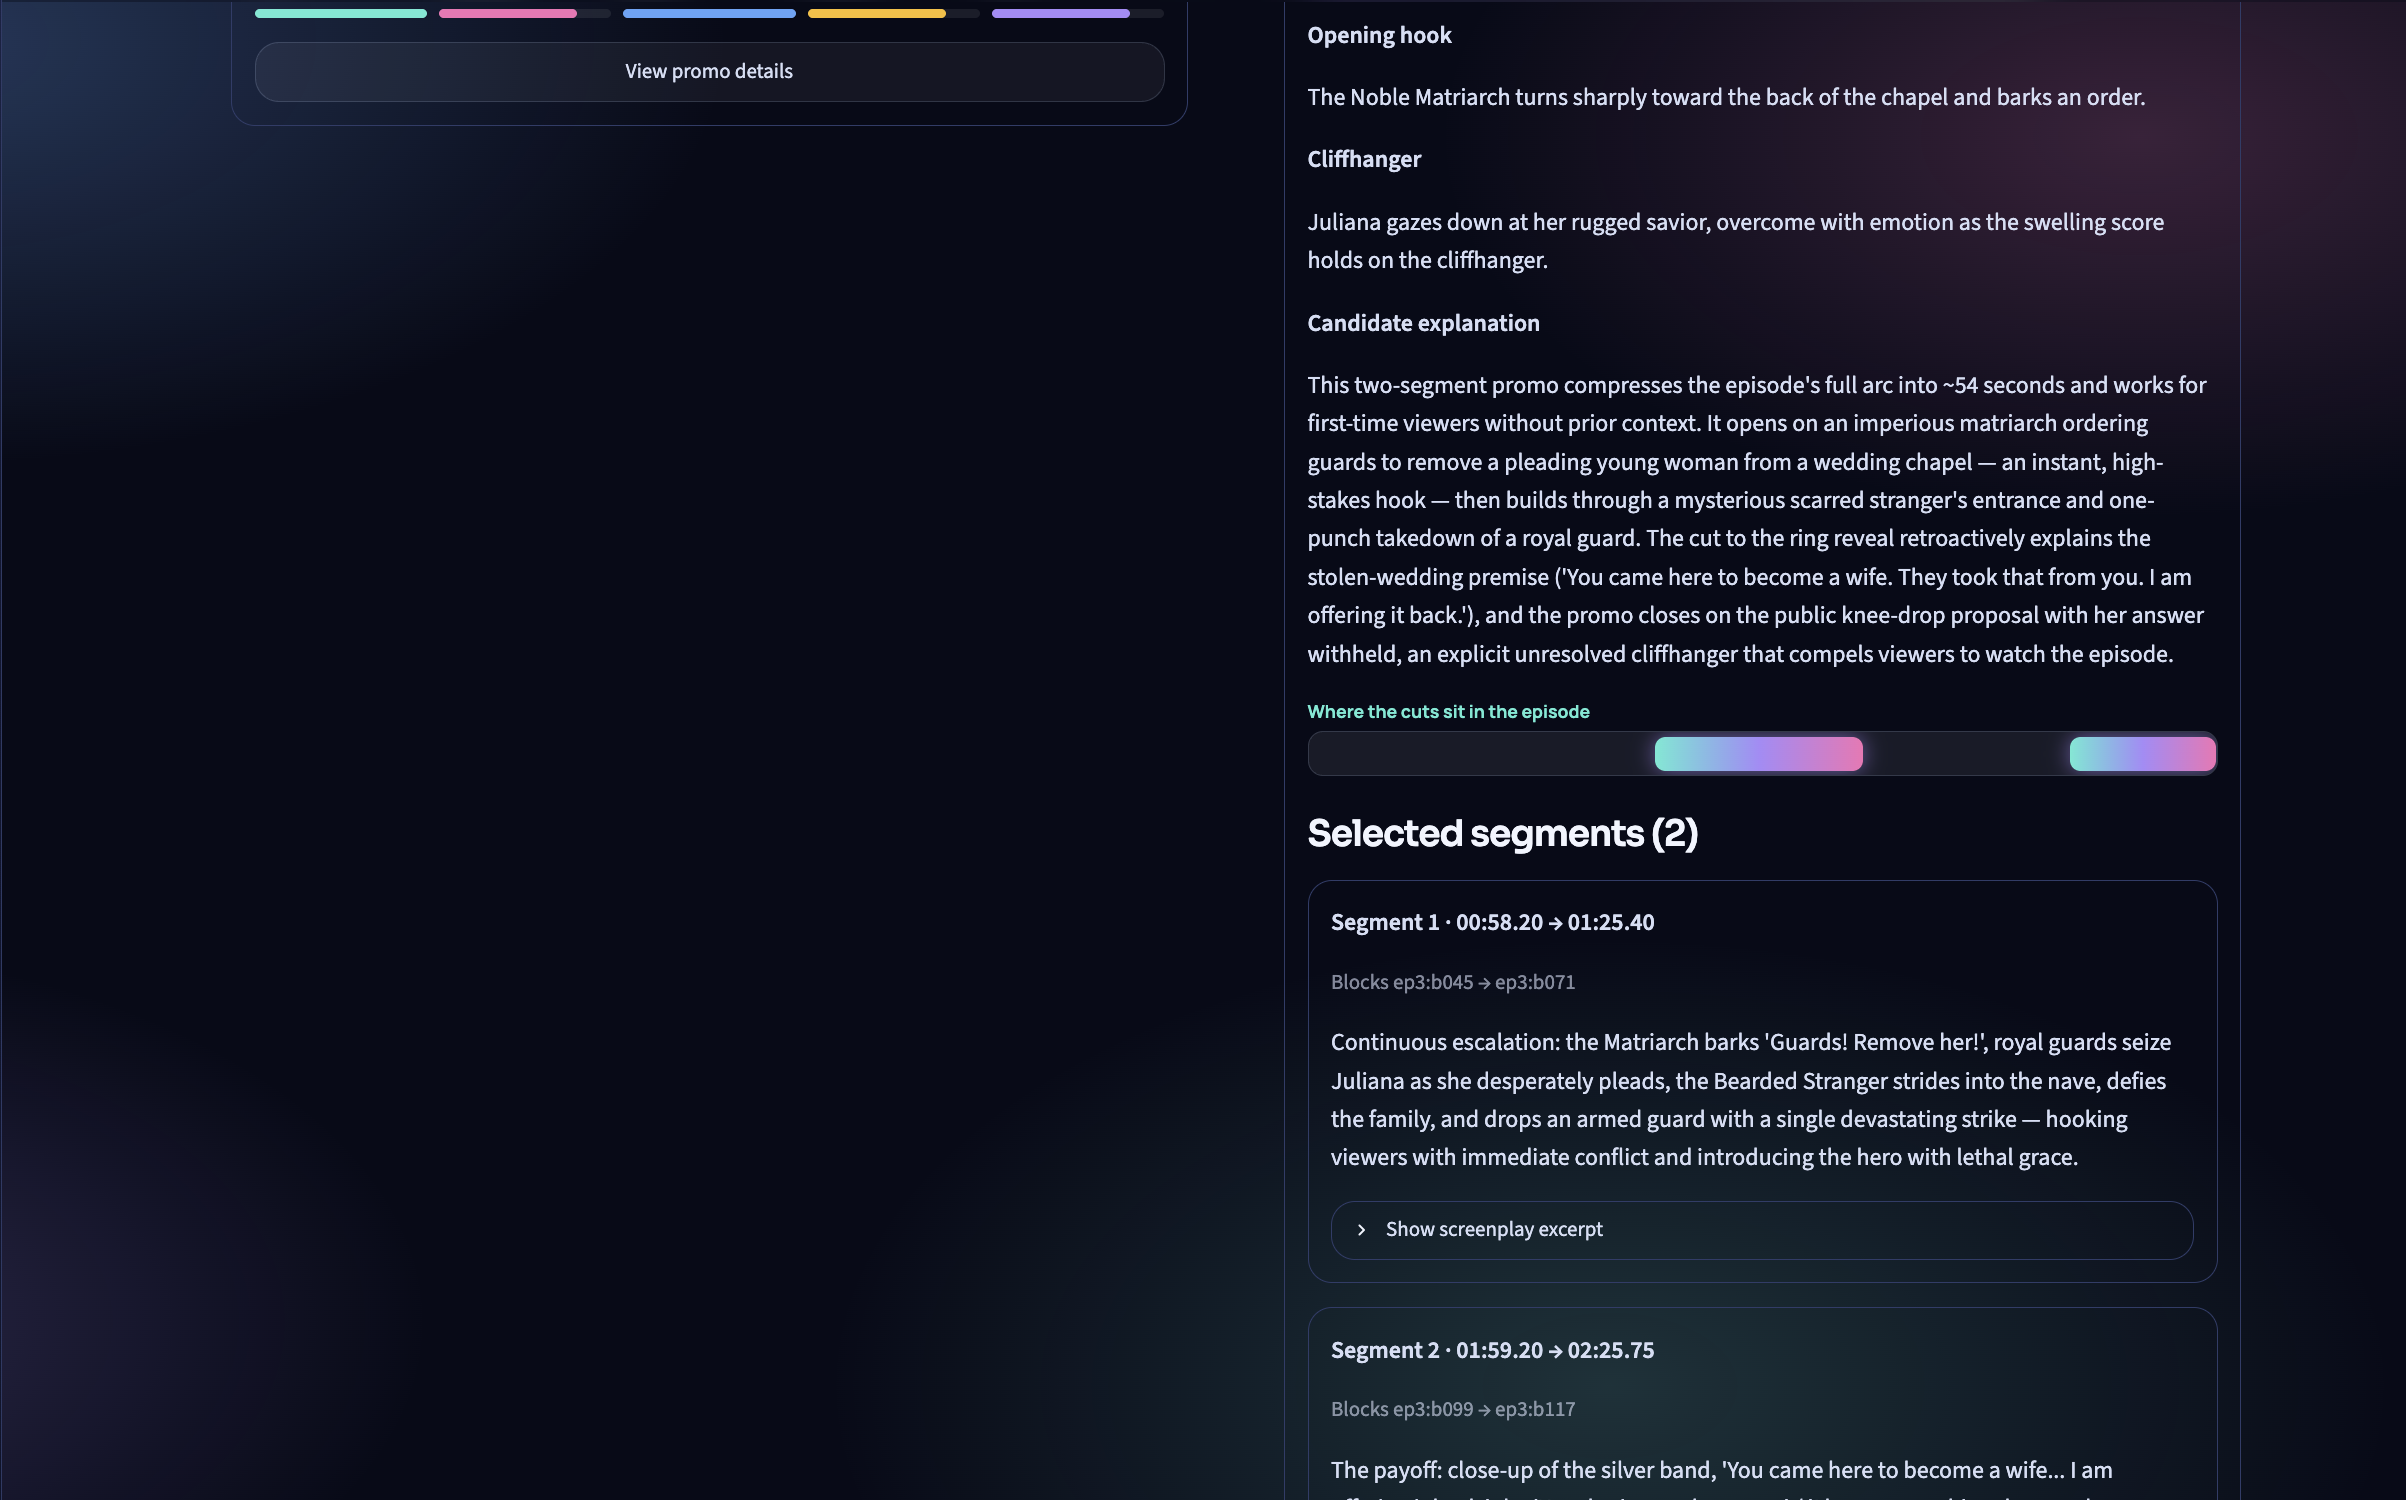 View promo details
Opening hook
The Noble Matriarch turns sharply toward the back of the chapel and barks an order.
Cliffhanger
Juliana gazes down at her rugged savior, overcome with emotion as the swelling score
holds on the cliffhanger.
Candidate explanation
This two-segment promo compresses the episode's full arc into ~54 seconds and works for
first-time viewers without prior context. It opens on an imperious matriarch ordering
guards to remove a pleading young woman from a wedding chapel — an instant, high-
stakes hook — then builds through a mysterious scarred stranger's entrance and one-
punch takedown of a royal guard. The cut to the ring reveal retroactively explains the
stolen-wedding premise ('You came here to become a wife. They took that from you. I am
offering it back.'), and the promo closes on the public knee-drop proposal with her answer
withheld, an explicit unresolved cliffhanger that compels viewers to watch the episode.
Where the cuts sit in the episode
Selected segments (2)
Segment 1 · 00:58.20 → 01:25.40
Blocks ep3:b045 → ep3:b071
Continuous escalation: the Matriarch barks 'Guards! Remove her!', royal guards seize
Juliana as she desperately pleads, the Bearded Stranger strides into the nave, defies
the family, and drops an armed guard with a single devastating strike — hooking
viewers with immediate conflict and introducing the hero with lethal grace.
Show screenplay excerpt
Segment 2 · 01:59.20 → 02:25.75
Blocks ep3:b099 → ep3:b117
The payoff: close-up of the silver band, 'You came here to become a wife... I am